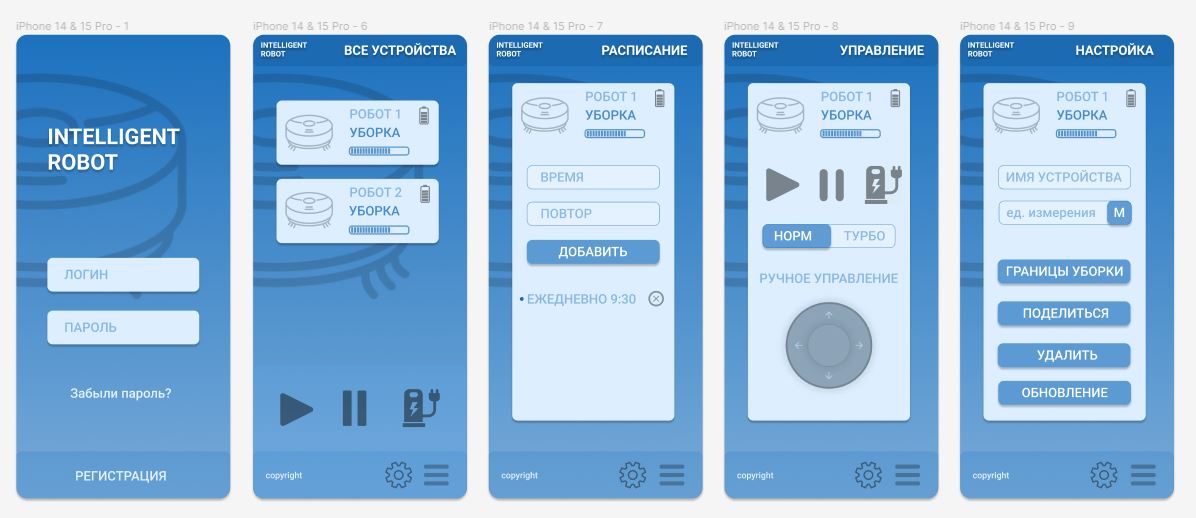 iPhone 14 & 15 Pro - 1
INTELLIGENT
ROBOT
ЛОГИН
ПАРОЛЬ
Забыли пароль?
РЕГИСТРАЦИЯ
iPhone 14 & 15 Pro - 6
INTELLIGENT
ROBOT
ВСЕ УСТРОЙСТВА
РОБОТ 1
УБОРКА
РОБОТ 2
УБОРКА
copyright
iPhone 14 & 15 Pro - 7
INTELLIGENT
ROBOT
РАСПИСАНИЕ
РОБОТ 1
УБОРКА
ВРЕМЯ
ПОВТОР
ДОБАВИТЬ
• ЕЖЕДНЕВНО 9:30
copyright
iPhone 14 & 15 Pro - 8
INTELLIGENT
ROBOT
УПРАВЛЕНИЕ
РОБОТ 1
УБОРКА
НОРМ
ТУРБО
РУЧНОЕ УПРАВЛЕНИЕ
copyright
iPhone 14 & 15 Pro - 9
INTELLIGENT
ROBOT
НАСТРОЙКА
РОБОТ 1
УБОРКА
ИМЯ УСТРОЙСТВА
ед. измерения
М
ГРАНИЦЫ УБОРКИ
ПОДЕЛИТЬСЯ
УДАЛИТЬ
ОБНОВЛЕНИЕ
copyright